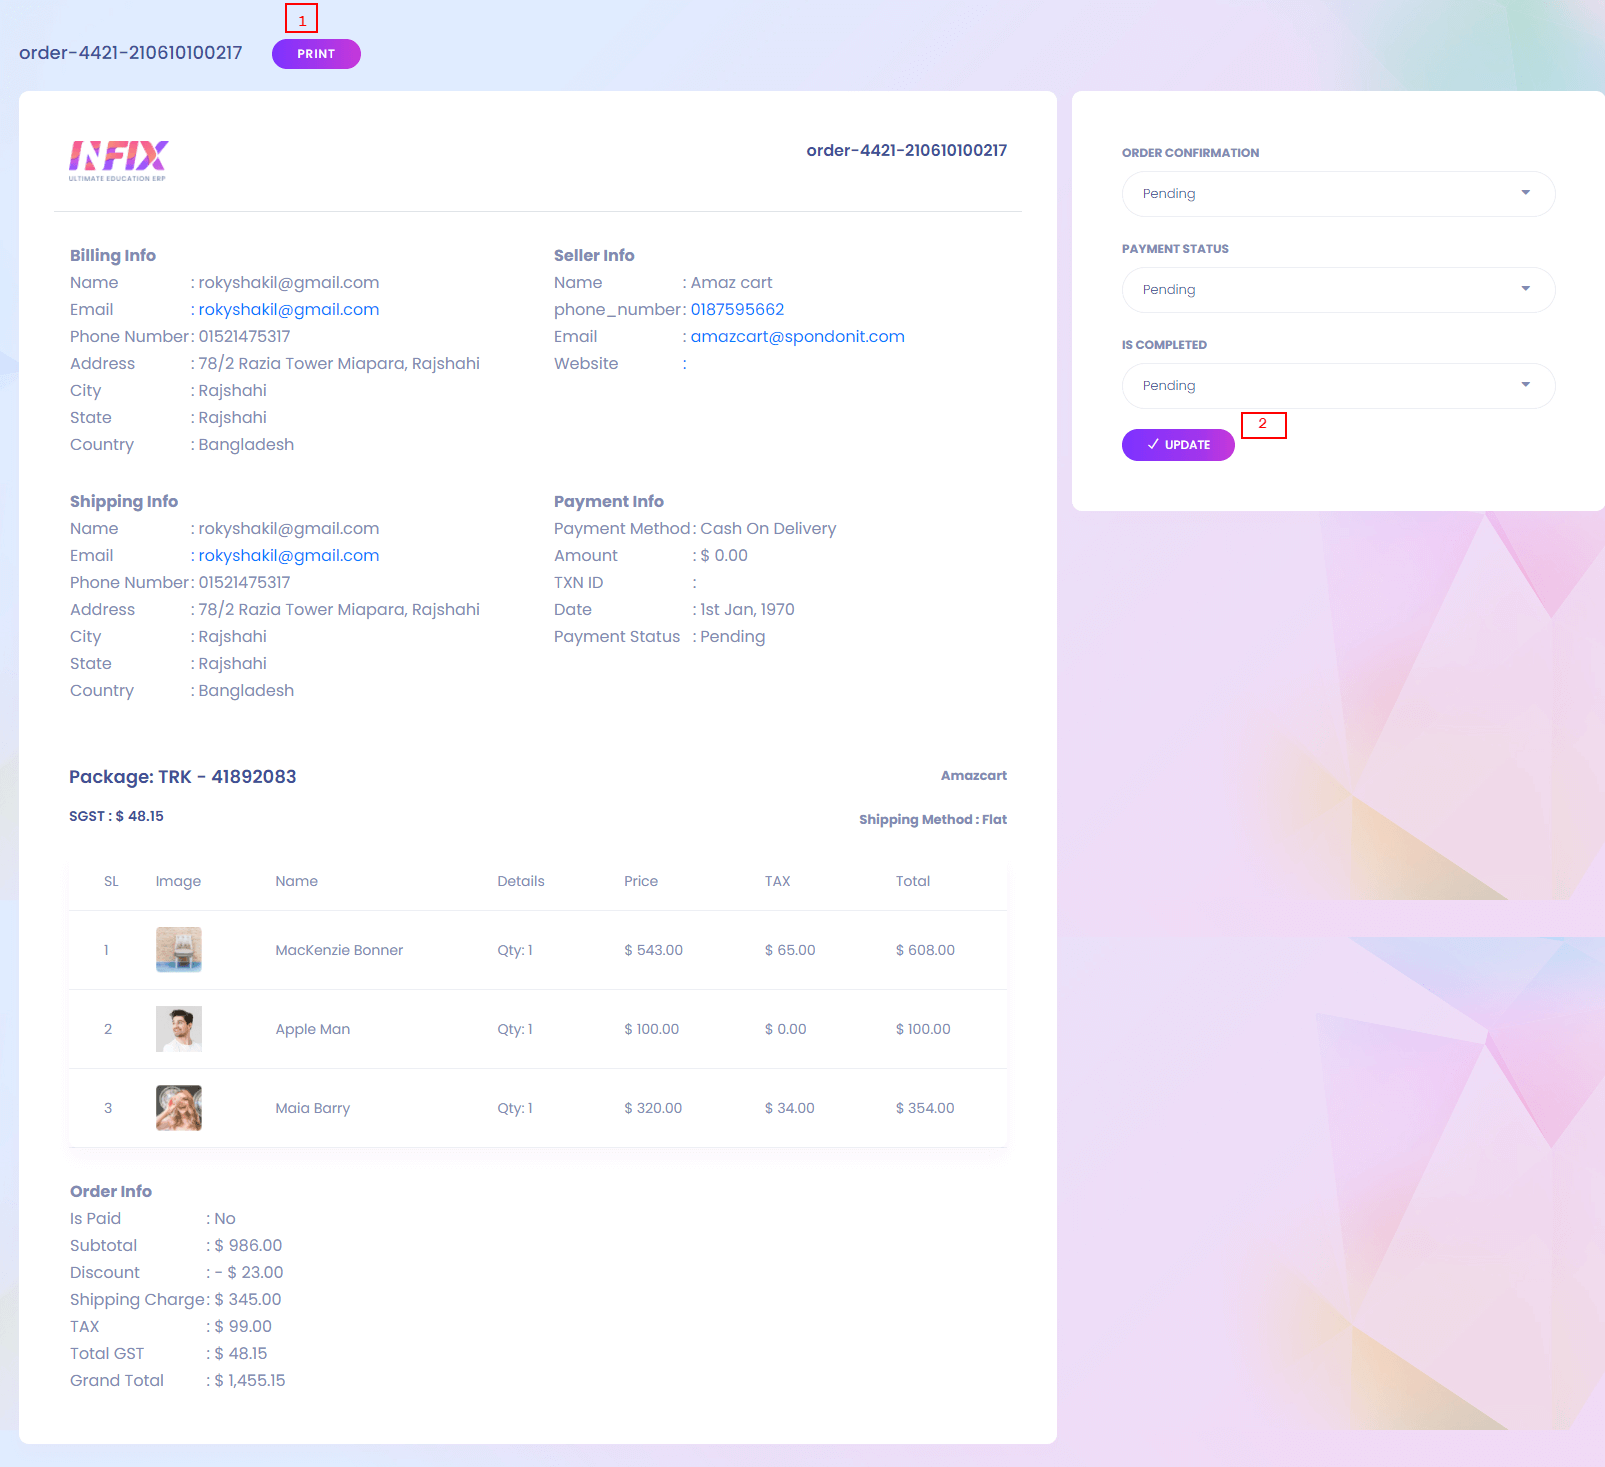 1
order-4421-210610100217 PRINT
INFIX
ULTIMATE EDUCATION ERP
order-4421-210610100217
Billing Info
Name : rokyshakil@gmail.com
Email : rokyshakil@gmail.com
Phone Number : 01521475317
Address : 78/2 Razia Tower Miapara, Rajshahi
City : Rajshahi
State : Rajshahi
Country : Bangladesh
Seller Info
Name : Amaz cart
phone_number : 0187595662
Email : amazcart@spondonit.com
Website :
Shipping Info
Name : rokyshakil@gmail.com
Email : rokyshakil@gmail.com
Phone Number : 01521475317
Address : 78/2 Razia Tower Miapara, Rajshahi
City : Rajshahi
State : Rajshahi
Country : Bangladesh
Payment Info
Payment Method : Cash On Delivery
Amount : $ 0.00
TXN ID :
Date : 1st Jan, 1970
Payment Status : Pending
Package: TRK - 41892083
Amazcart
SGST : $ 48.15
Shipping Method : Flat
SL Image Name Details Price TAX Total
1 MacKenzie Bonner Qty: 1 $ 543.00 $ 65.00 $ 608.00
2 Apple Man Qty: 1 $ 100.00 $ 0.00 $ 100.00
3 Maia Barry Qty: 1 $ 320.00 $ 34.00 $ 354.00
Order Info
Is Paid : No
Subtotal : $ 986.00
Discount : - $ 23.00
Shipping Charge : $ 345.00
TAX : $ 99.00
Total GST : $ 48.15
Grand Total : $ 1,455.15
ORDER CONFIRMATION
Pending
PAYMENT STATUS
Pending
IS COMPLETED
Pending
2
✓ UPDATE